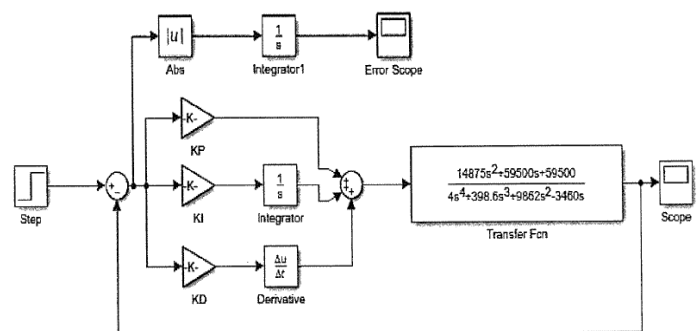 |u|
1
s
Abs
Integrator1
Error Scope
-K-
KP
14875s²+59500s+59500
4s⁴+398.6s³+9862s²-3460s
Transfer Fcn
+
−
Step
-K-
KI
1
s
Integrator
+
+
+
Scope
-K-
KD
Δu
Δt
Derivative